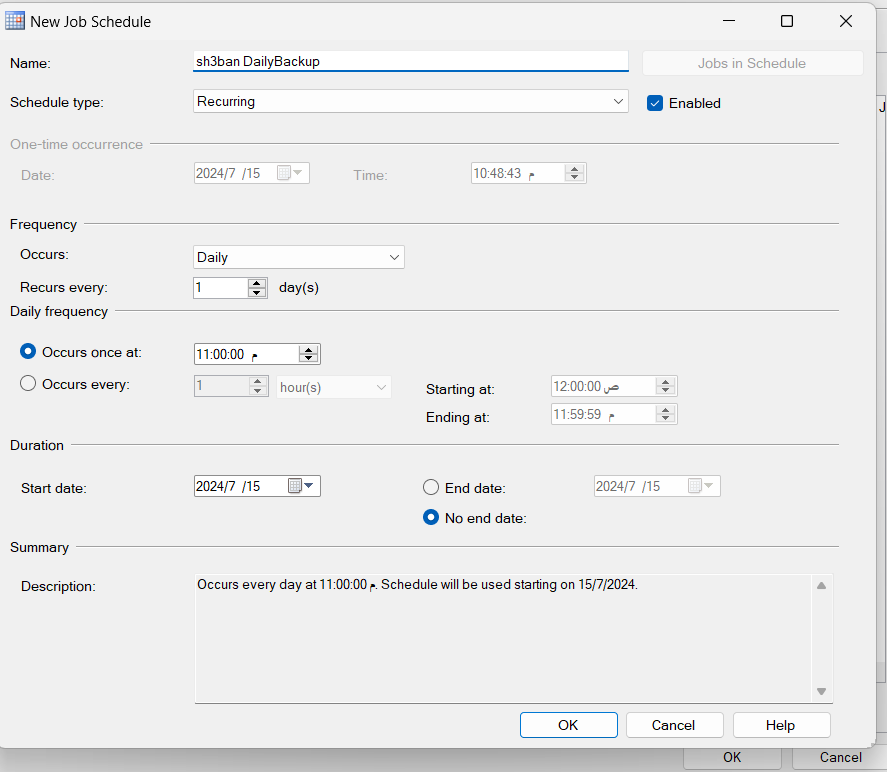 New Job Schedule
Name: sh3ban DailyBackup Jobs in Schedule
Schedule type: Recurring Enabled
J
One-time occurrence
Date: 2024/7 /15 Time: 10:48:43 م
Frequency
Occurs: Daily
Recurs every: 1 day(s)
Daily frequency
Occurs once at: 11:00:00 م
Occurs every: 1 hour(s) Starting at: 12:00:00 ص
Ending at: 11:59:59 م
Duration
Start date: 2024/7 /15 End date: 2024/7 /15
No end date:
Summary
Description: Occurs every day at 11:00:00 م. Schedule will be used starting on 15/7/2024.
OK Cancel Help
OK Cancel